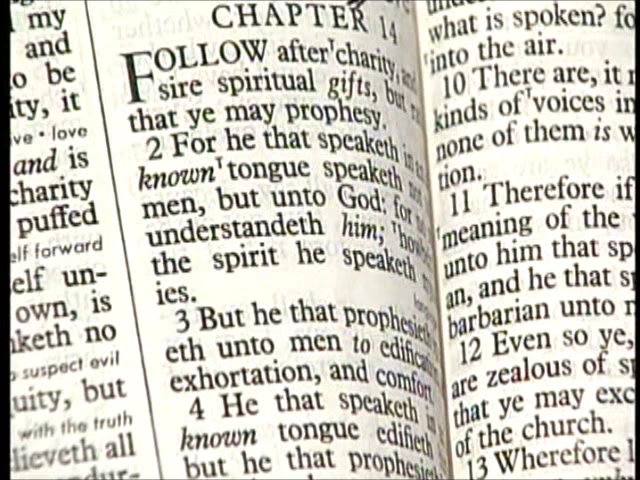 my
and
o be
ity, it
ve • love
and is
charity
puffed
elf forward
elf un-
own, is
keth no
suspect evil
uity, but
with the truth
lieveth all
CHAPTER 14
FOLLOW after charity, and
sire spiritual gifts, but
that ye may prophesy.
2 For he that speaketh in
known tongue speaketh
men, but unto God: for
understandeth him;
the spirit he speaketh
ies.
3 But he that prophesieth
eth unto men to edifica
exhortation, and comfort
4 He that speaketh in
known tongue edifieth
but he that prophesieth
what is spoken? fo
into the air.
10 There are, it
kinds of voices in
none of them is w
tion.
11 Therefore if
meaning of the
unto him that sp
an, and he that s
barbarian unto
12 Even so ye,
are zealous of sp
that ye may exc
of the church.
13 Wherefore